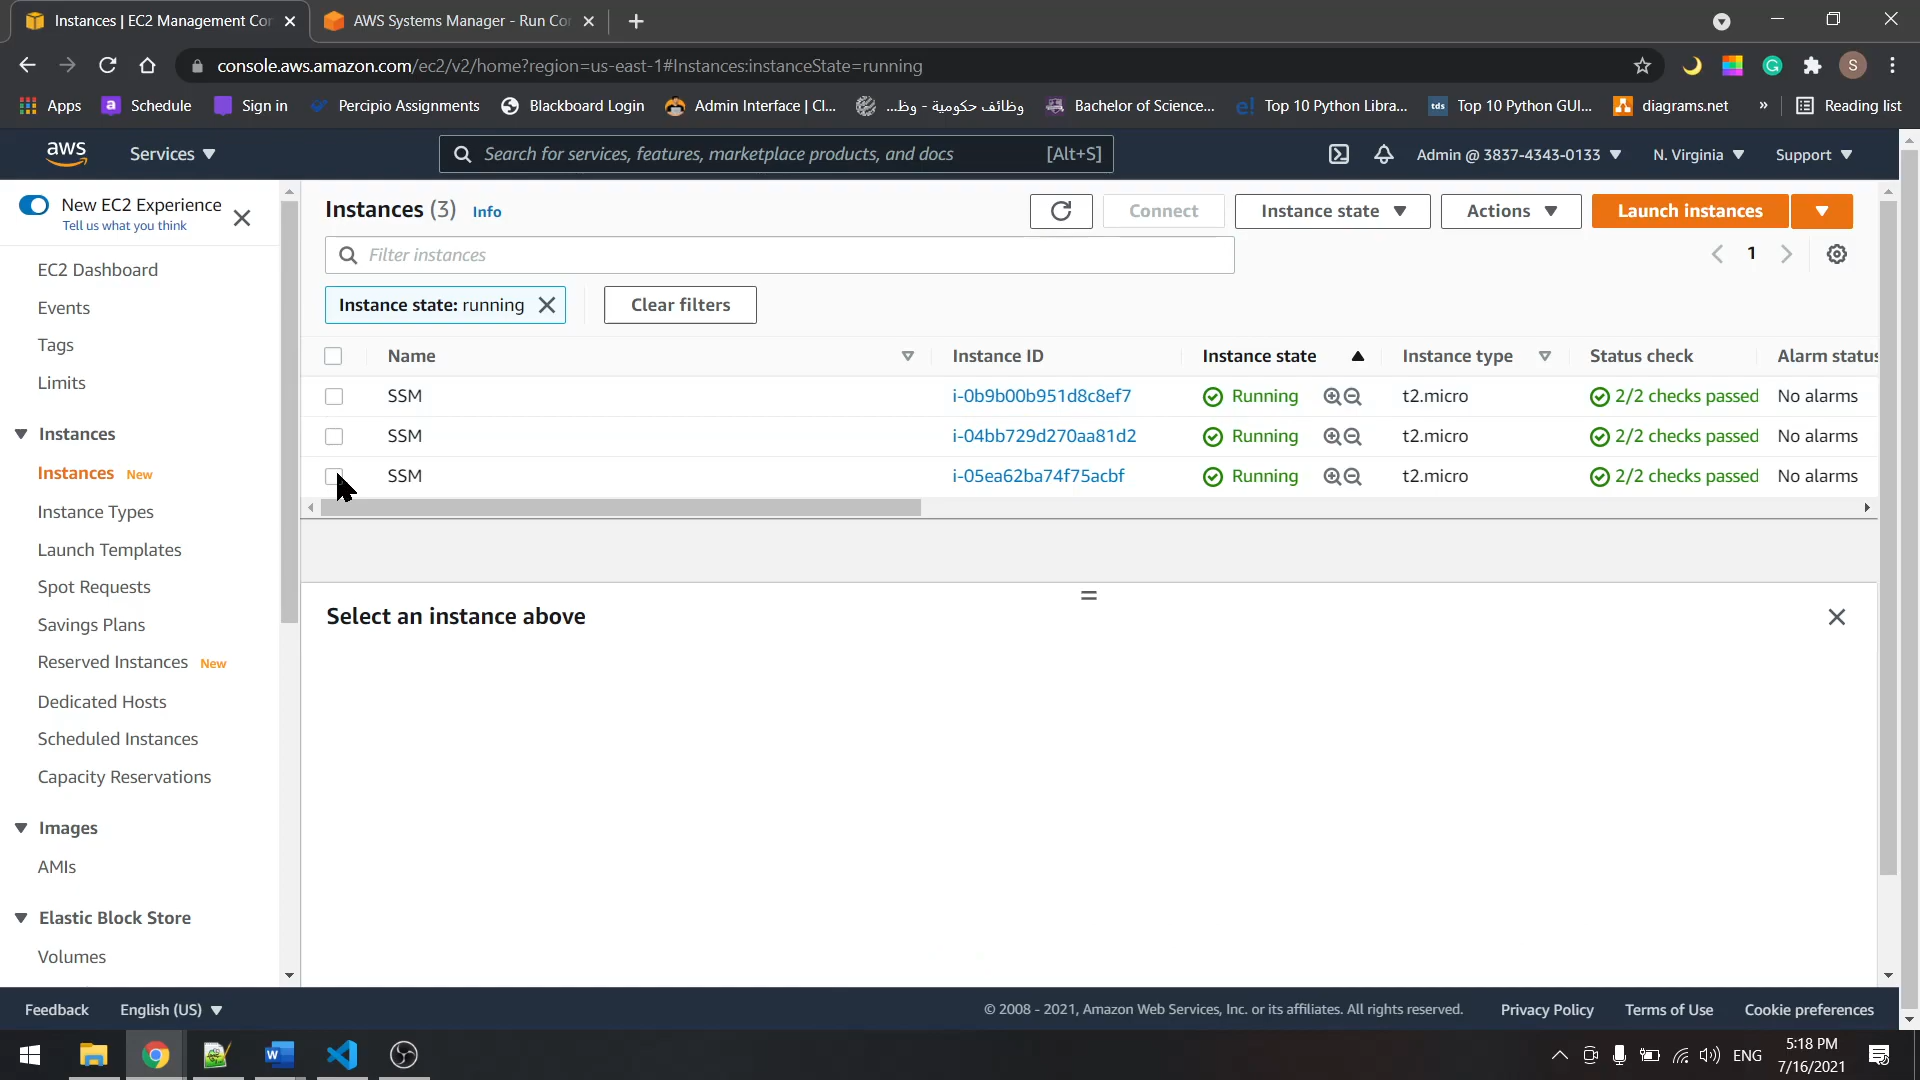 Instances | EC2 Management Con
AWS Systems Manager - Run Co
console.aws.amazon.com/ec2/v2/home?region=us-east-1#Instances:instanceState=running
S
Apps
a Schedule
Sign in
Percipio Assignments
Blackboard Login
Admin Interface | Cl...
وظائف حكومية - وظ...
Bachelor of Science...
e! Top 10 Python Libra...
tds Top 10 Python GUI...
diagrams.net
»
Reading list
aws
Services
Search for services, features, marketplace products, and docs [Alt+S]
Admin @ 3837-4343-0133
N. Virginia
Support
New EC2 Experience
Tell us what you think
EC2 Dashboard
Events
Tags
Limits
Instances
Instances New
Instance Types
Launch Templates
Spot Requests
Savings Plans
Reserved Instances New
Dedicated Hosts
Scheduled Instances
Capacity Reservations
Images
AMIs
Elastic Block Store
Volumes
Instances (3) Info
Connect
Instance state
Actions
Launch instances
Filter instances
1
Instance state: running
Clear filters
Name Instance ID Instance state Instance type Status check Alarm status
SSM i-0b9b00b951d8c8ef7 Running t2.micro 2/2 checks passed No alarms
SSM i-04bb729d270aa81d2 Running t2.micro 2/2 checks passed No alarms
SSM i-05ea62ba74f75acbf Running t2.micro 2/2 checks passed No alarms
Select an instance above
Feedback English (US) © 2008 - 2021, Amazon Web Services, Inc. or its affiliates. All rights reserved. Privacy Policy Terms of Use Cookie preferences
ENG
5:18 PM
7/16/2021